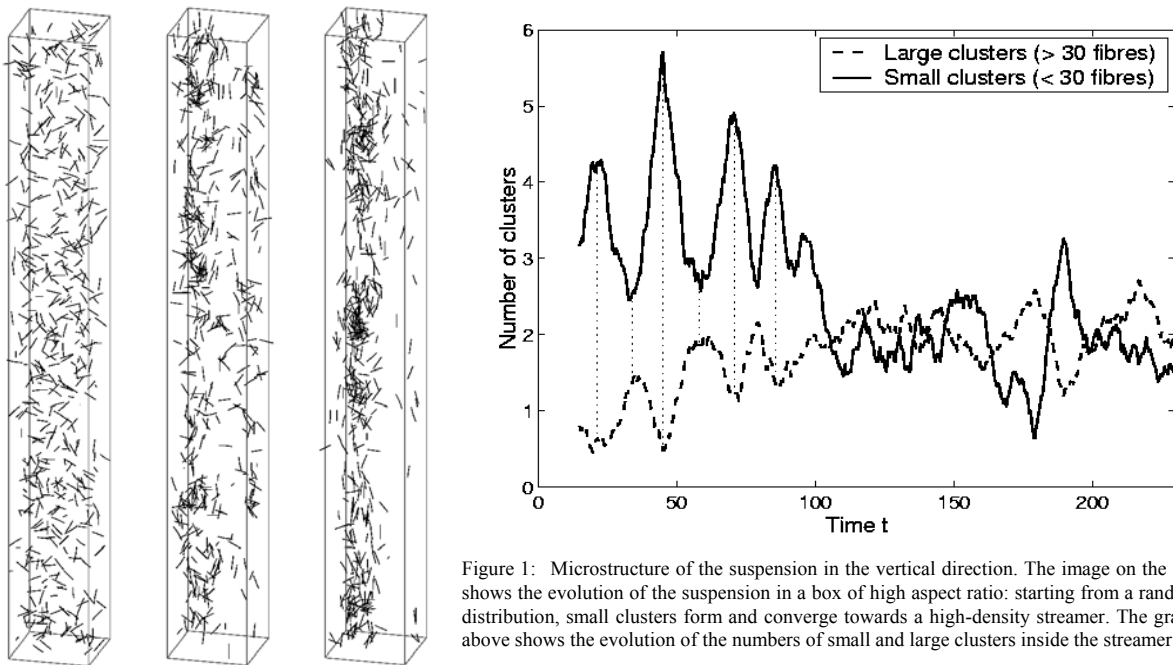 6
Large clusters (> 30 fibres)
Small clusters (< 30 fibres)
5
4
3
2
1
0
Number of clusters
0 50 100 150 200
Time t
Figure 1: Microstructure of the suspension in the vertical direction. The image on the
shows the evolution of the suspension in a box of high aspect ratio: starting from a rand
distribution, small clusters form and converge towards a high-density streamer. The gra
above shows the evolution of the numbers of small and large clusters inside the streamer